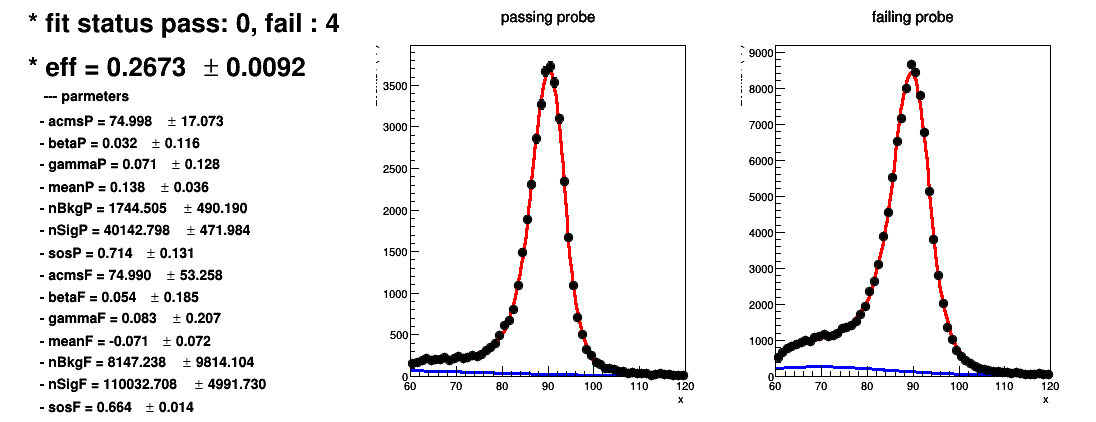 * fit status pass: 0, fail : 4
* eff = 0.2673 ± 0.0092
--- parmeters
- acmsP = 74.998 ± 17.073
- betaP = 0.032 ± 0.116
- gammaP = 0.071 ± 0.128
- meanP = 0.138 ± 0.036
- nBkgP = 1744.505 ± 490.190
- nSigP = 40142.798 ± 471.984
- sosP = 0.714 ± 0.131
- acmsF = 74.990 ± 53.258
- betaF = 0.054 ± 0.185
- gammaF = 0.083 ± 0.207
- meanF = -0.071 ± 0.072
- nBkgF = 8147.238 ± 9814.104
- nSigF = 110032.708 ± 4991.730
- sosF = 0.664 ± 0.014
passing probe
3500
3000
2500
2000
1500
1000
500
0
60 70 80 90 100 110 120
x
failing probe
9000
8000
7000
6000
5000
4000
3000
2000
1000
0
60 70 80 90 100 110 120
x